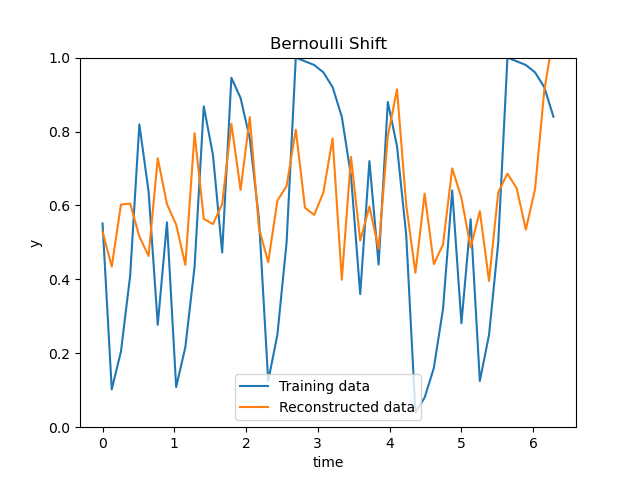 Bernoulli Shift
1.0
0.8
0.6
0.4
0.2
0.0
y
Training data
Reconstructed data
0 1 2 3 4 5 6
time